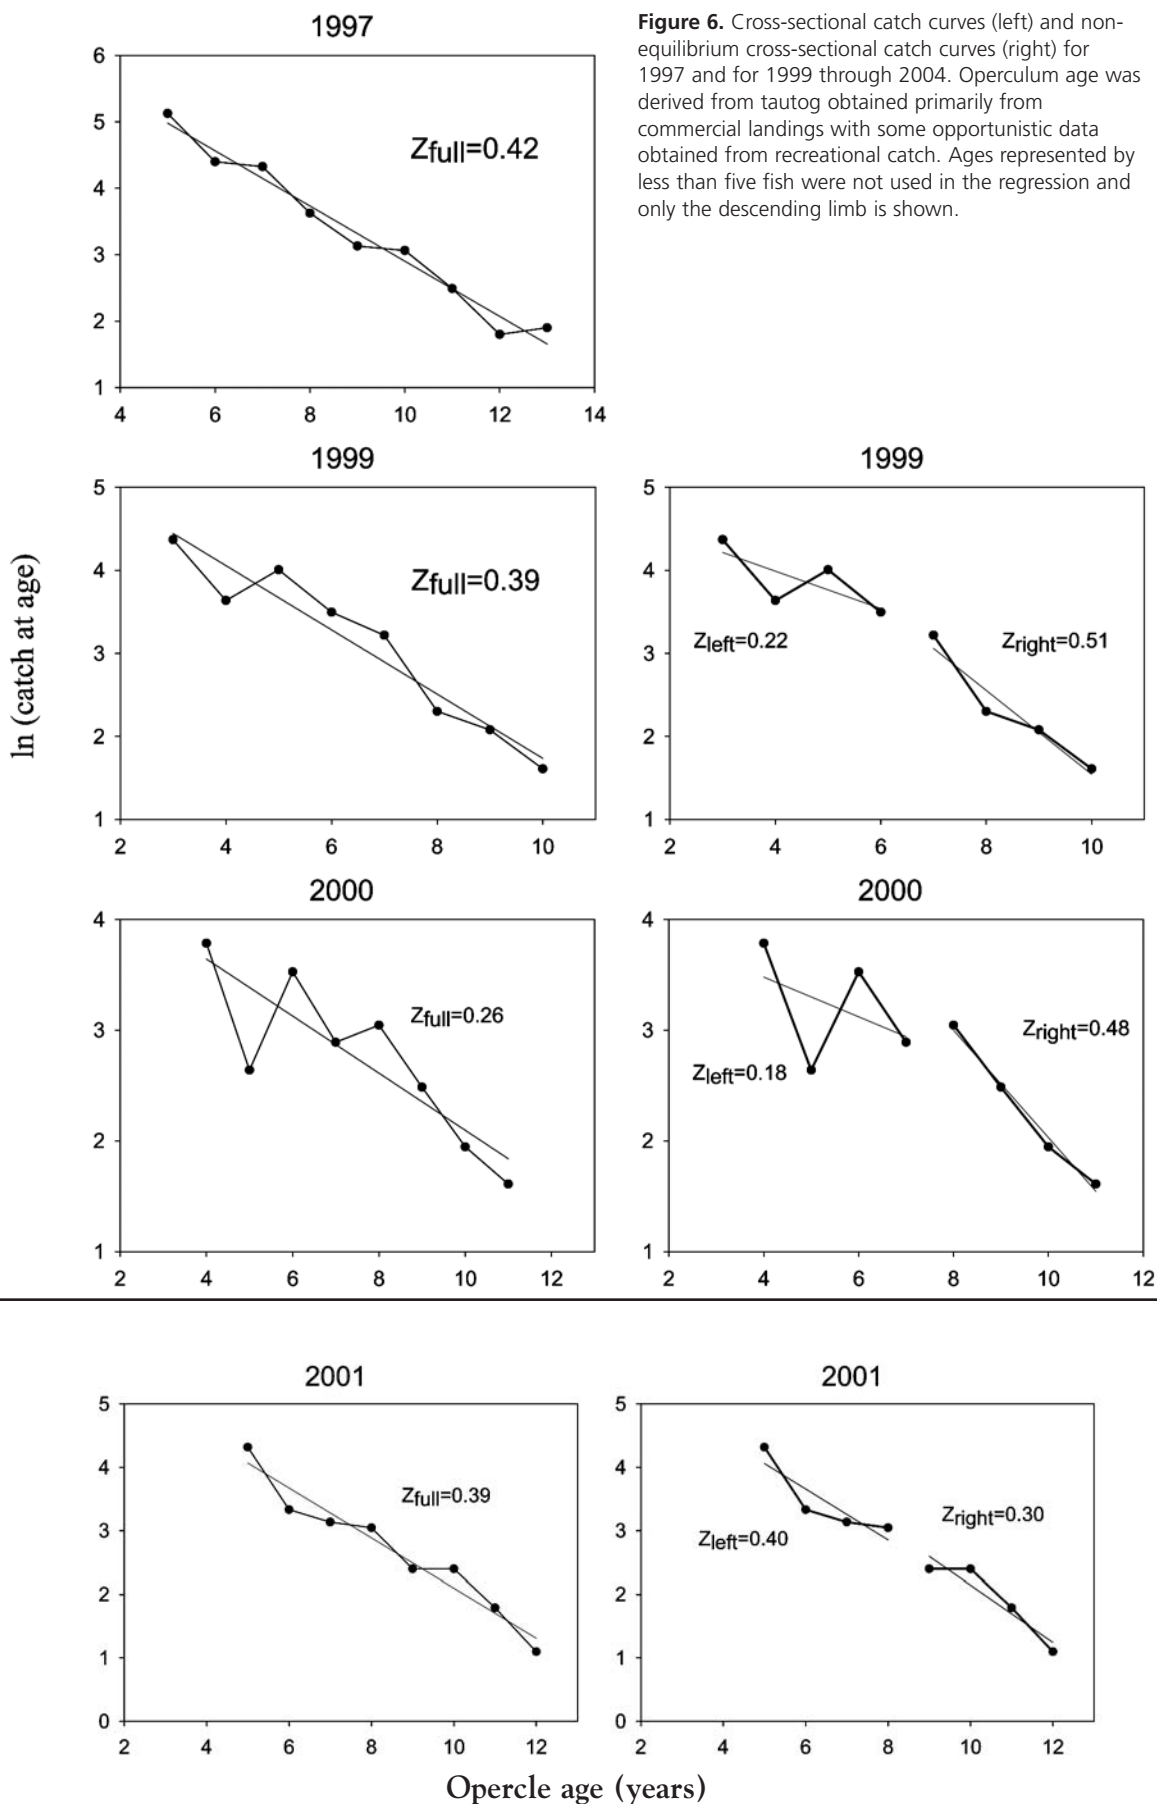 1997
Figure 6. Cross-sectional catch curves (left) and non-
equilibrium cross-sectional catch curves (right) for
1997 and for 1999 through 2004. Operculum age was
derived from tautog obtained primarily from
commercial landings with some opportunistic data
obtained from recreational catch. Ages represented by
less than five fish were not used in the regression and
only the descending limb is shown.
6
5
4
3
2
1
Zfull=0.42
4 6 8 10 12 14
ln (catch at age)
1999
5
4
3
2
1
Zfull=0.39
2 4 6 8 10
1999
5
4
3
2
1
Zleft=0.22
Zright=0.51
2 4 6 8 10
2000
4
3
2
1
Zfull=0.26
2 4 6 8 10 12
2000
4
3
2
1
Zleft=0.18
Zright=0.48
2 4 6 8 10 12
2001
5
4
3
2
1
0
Zfull=0.39
2 4 6 8 10 12
2001
5
4
3
2
1
0
Zleft=0.40
Zright=0.30
2 4 6 8 10 12
Opercle age (years)